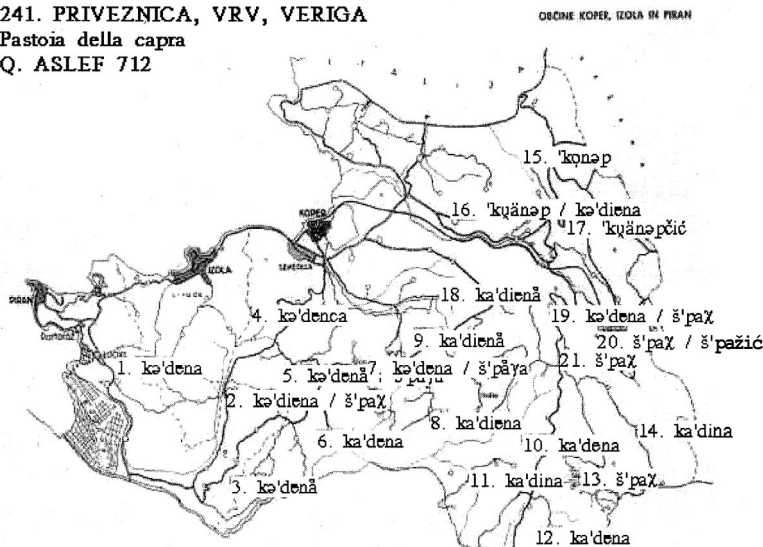 241. PRIVEZNICA, VRV, VERIGA
Pastoia della capra
Q. ASLEF 712
OBČINE KOPER, IZOLA IN PIRAN
I T A L I J
15. 'kọnəp
16. 'ku̯änəp / kə'diena
17. 'ku̯änəpčić
KOPER
IZOLA
SEMEDELA
PIRAN
18. ka'dienå
4. kə'denca
19. kə'dena / š'paχ
9. ka'dienå
20. š'paχ / š'pažić
1. kə'dena
5. kə'denå
7. kə'dena / š'påγa
21. š'paχ
2. kə'diena / š'paχ
8. ka'diena
14. ka'dina
6. ka'dena
10. ka'dena
3. kə'denå
11. ka'dina
13. š'paχ
12. ka'dena